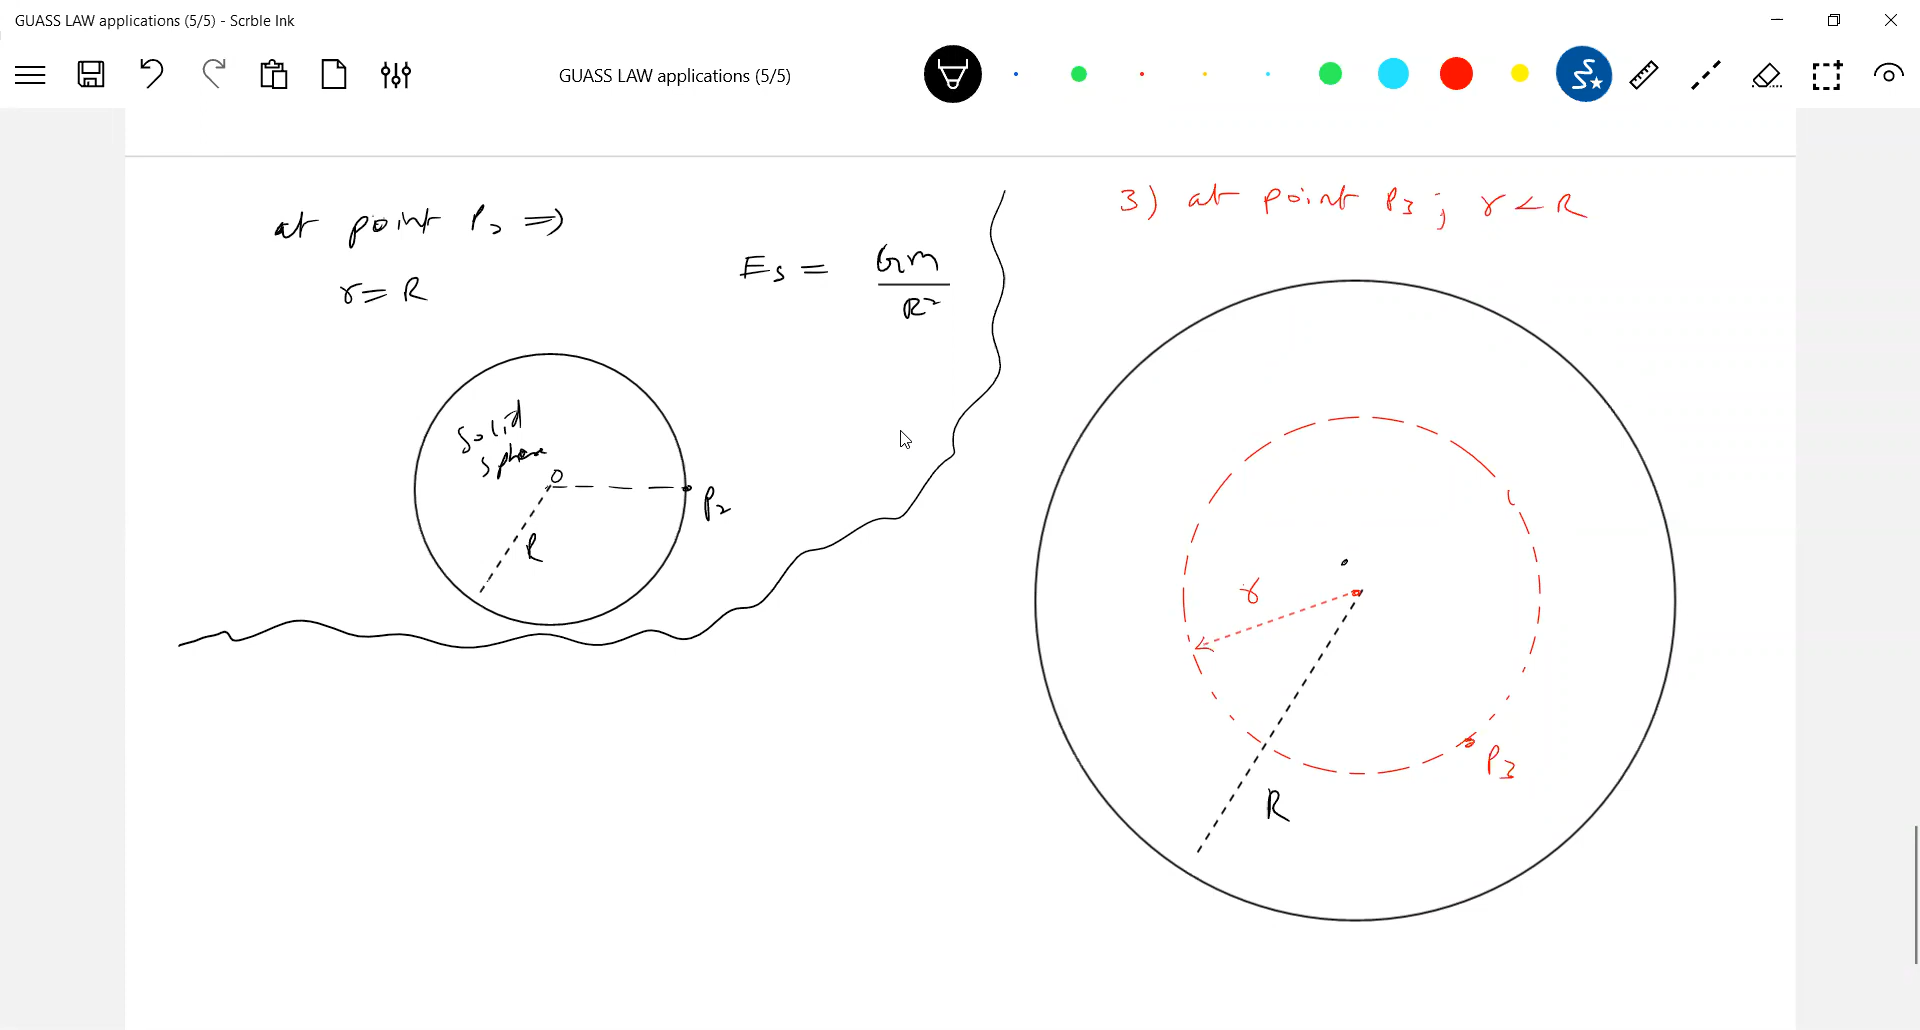 GUASS LAW applications (5/5) - Scrble Ink
GUASS LAW applications (5/5)
at point P₂ ⇒
r = R
E_S = Gm / R²
Solid
sphere
O
R
P₂
3) at point P₃ ; r < R
r
R
P₃